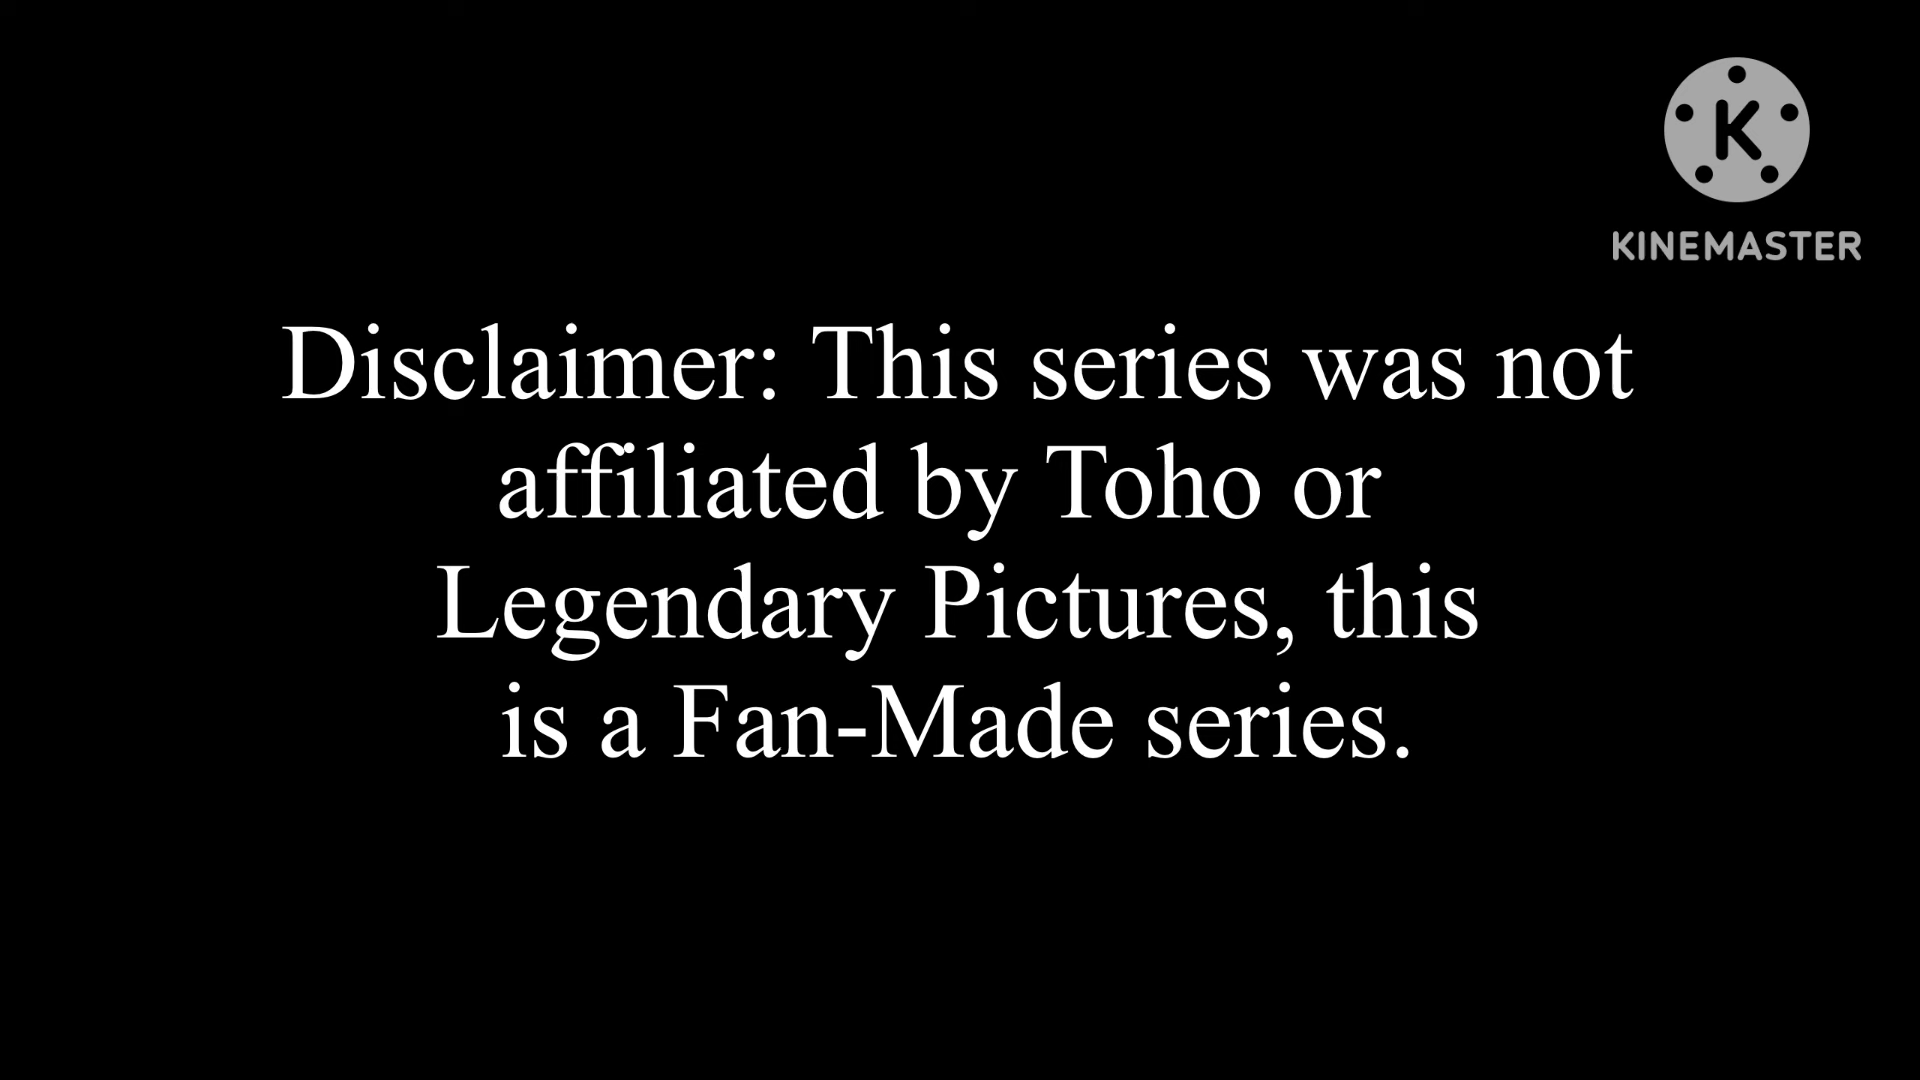 K
KINEMASTER
Disclaimer: This series was not
affiliated by Toho or
Legendary Pictures, this
is a Fan-Made series.